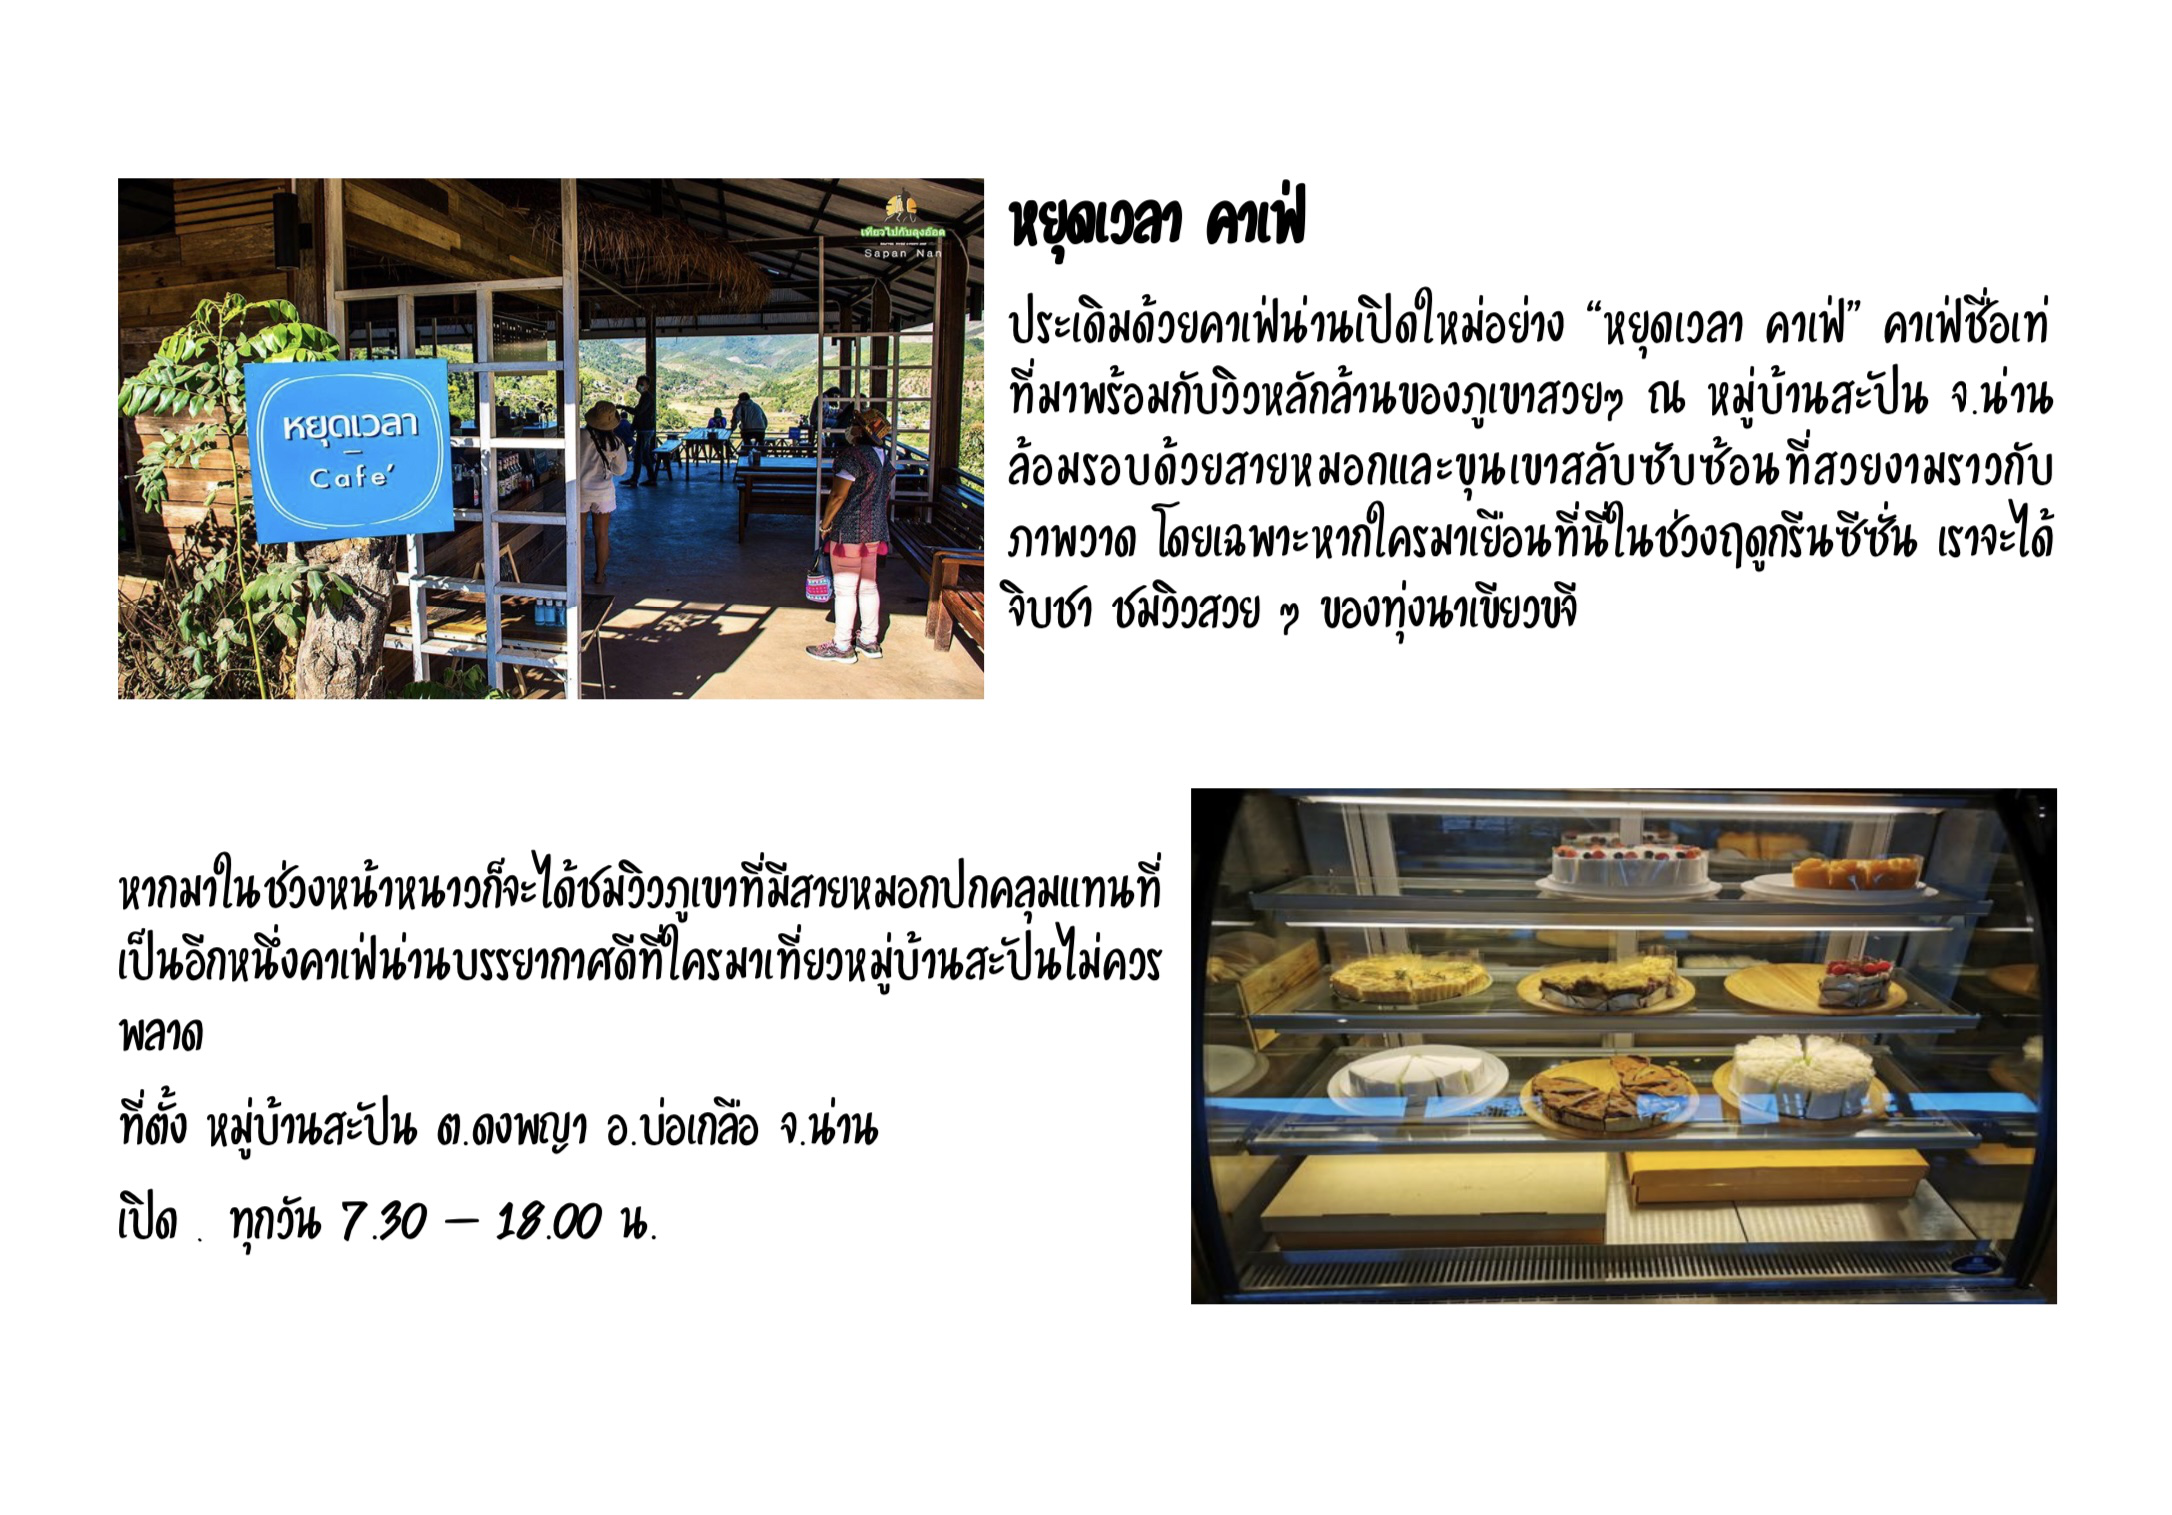 เที่ยวไปกับลุงอ๊อด
Sapan Nan
หยุดเวลา
Cafe'
หยุดเวลา คาเฟ่
ประเดิมด้วยคาเฟ่น่านเปิดใหม่อย่าง “หยุดเวลา คาเฟ่” คาเฟ่ชื่อเท่
ที่มาพร้อมกับวิวหลักล้านของภูเขาสวยๆ ณ หมู่บ้านสะปัน จ.น่าน
ล้อมรอบด้วยสายหมอกและขุนเขาสลับซับซ้อนที่สวยงามราวกับ
ภาพวาด โดยเฉพาะหากใครมาเยือนที่นี่ในช่วงฤดูกรีนซีซั่น เราจะได้
จิบชา ชมวิวสวย ๆ ของทุ่งนาเขียวขจี
หากมาในช่วงหน้าหนาวก็จะได้ชมวิวภูเขาที่มีสายหมอกปกคลุมแทนที่
เป็นอีกหนึ่งคาเฟ่น่านบรรยากาศดีที่ใครมาเที่ยวหมู่บ้านสะปันไม่ควร
พลาด
ที่ตั้ง หมู่บ้านสะปัน ต.ดงพญา อ.บ่อเกลือ จ.น่าน
เปิด . ทุกวัน 7.30 – 18.00 น.